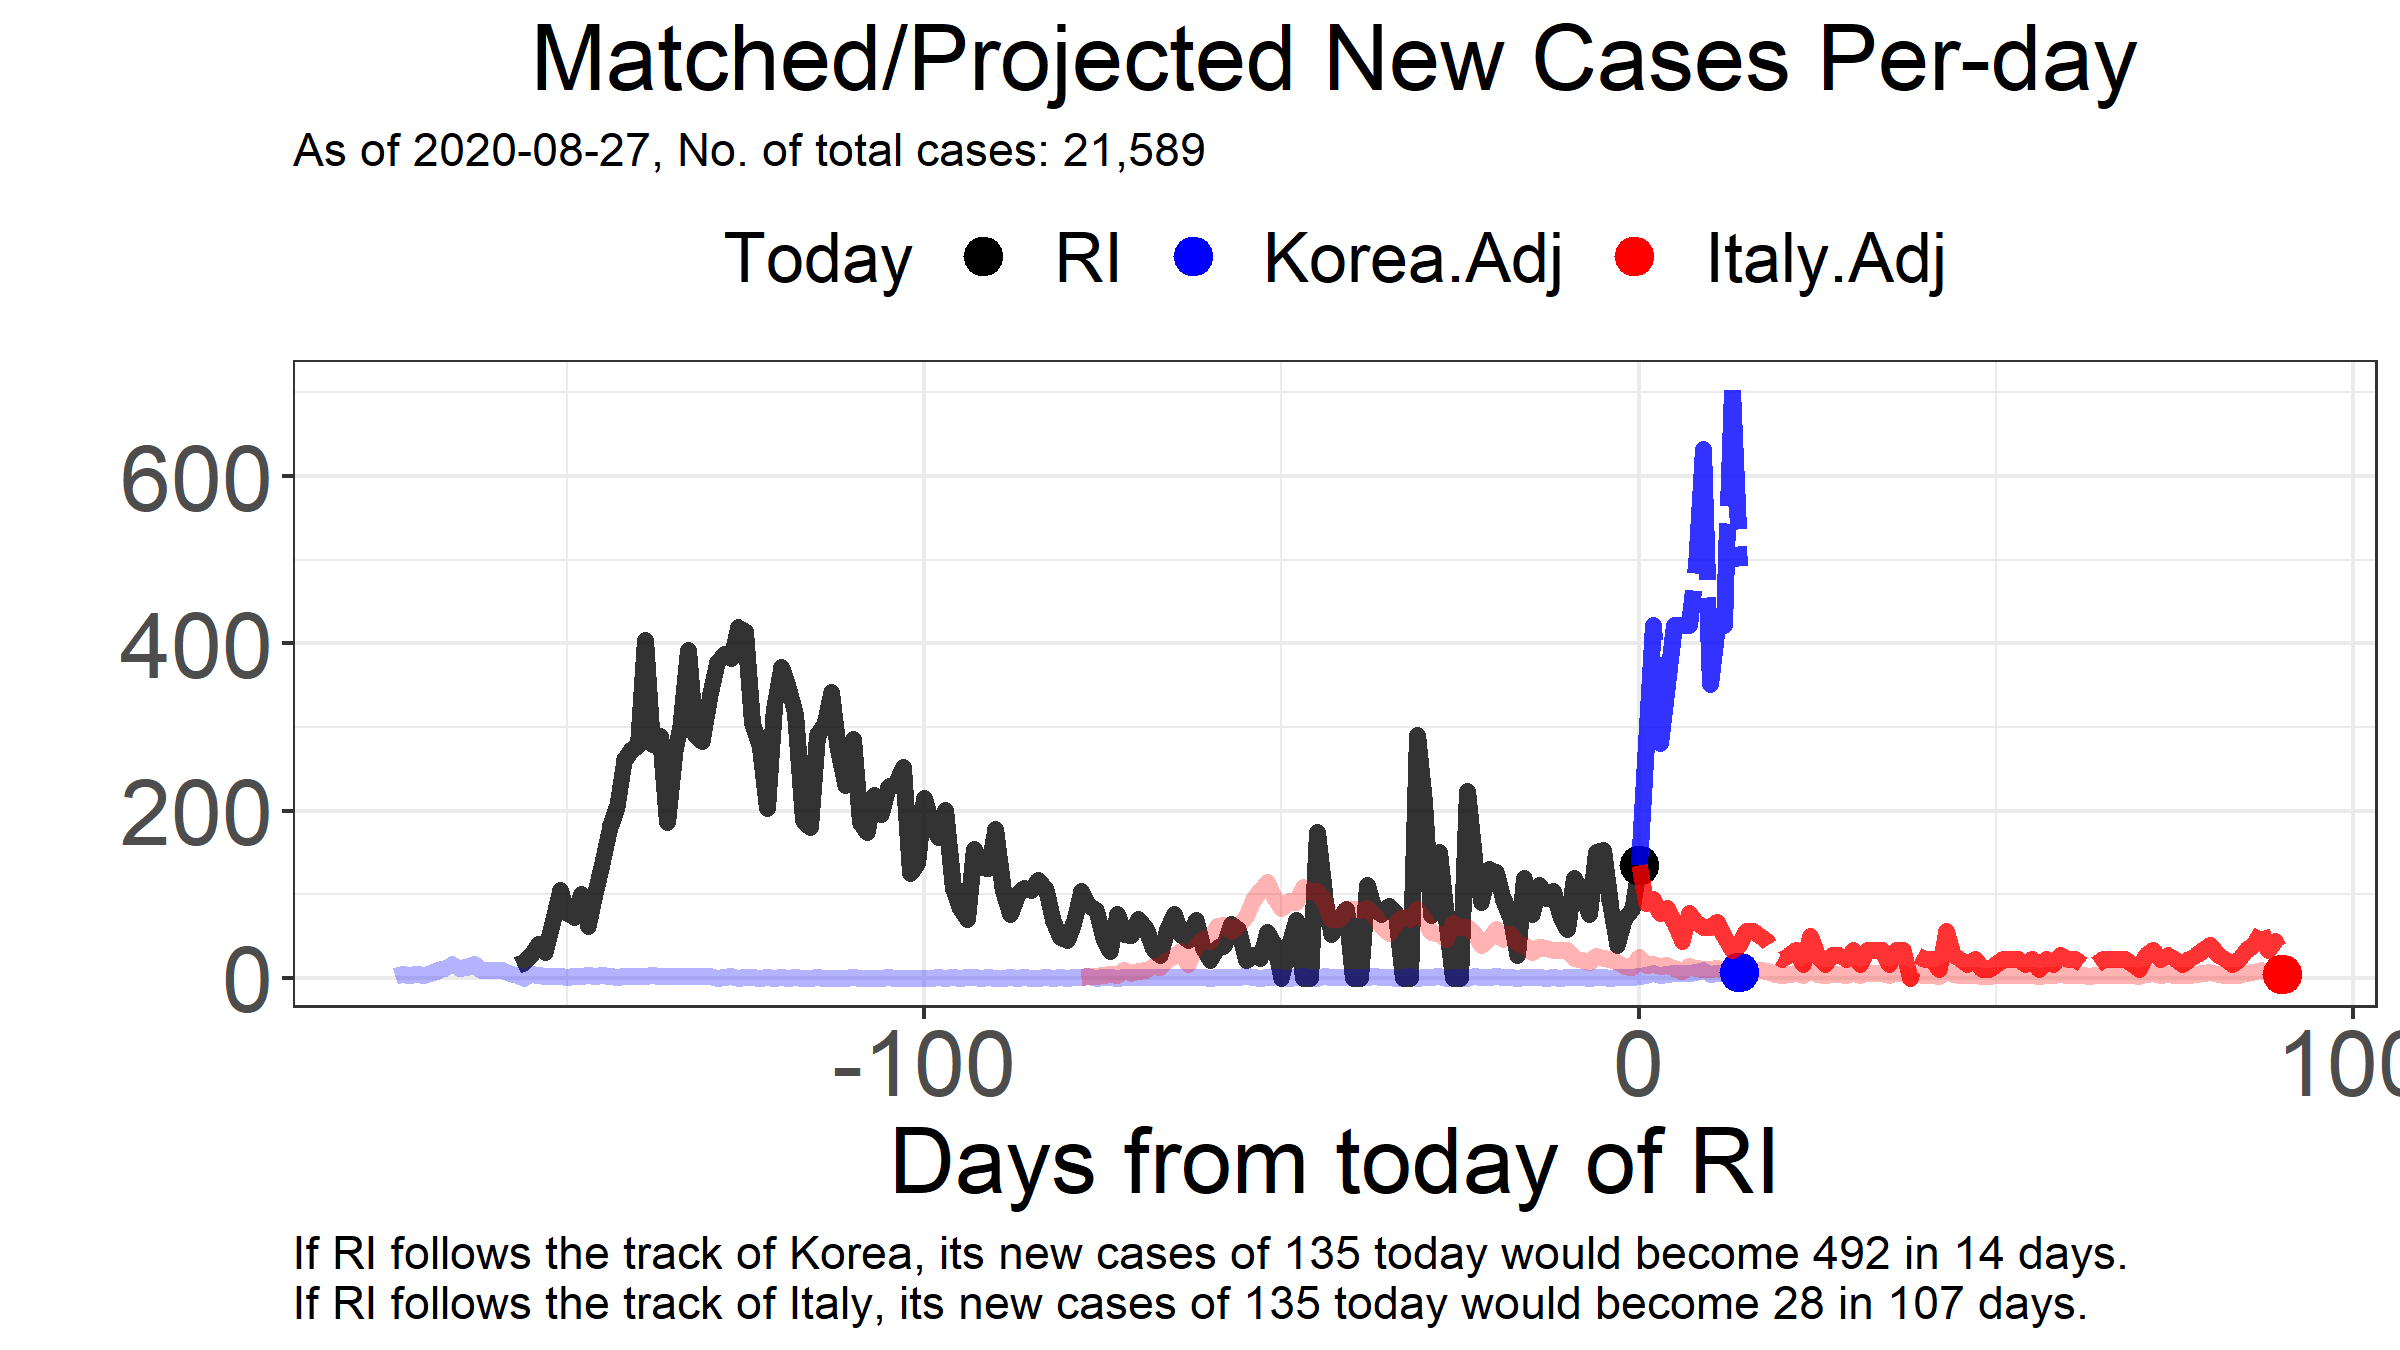 Matched/Projected New Cases Per-day
As of 2020-08-27, No. of total cases: 21,589
Today RI Korea.Adj Italy.Adj
600
400
200
0
-100 0 100
Days from today of RI
If RI follows the track of Korea, its new cases of 135 today would become 492 in 14 days.
If RI follows the track of Italy, its new cases of 135 today would become 28 in 107 days.